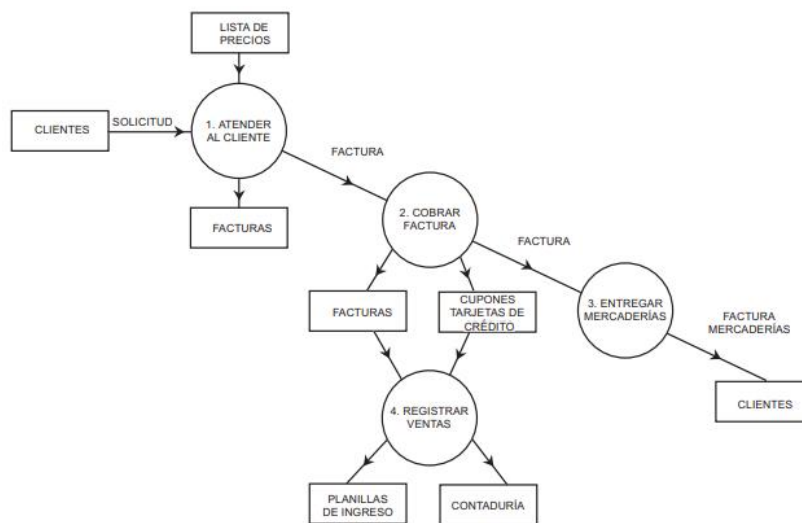 LISTA DE
PRECIOS
CLIENTES
SOLICITUD
1. ATENDER
AL CLIENTE
FACTURA
FACTURAS
2. COBRAR
FACTURA
FACTURA
3. ENTREGAR
MERCADERÍAS
FACTURA
MERCADERÍAS
FACTURAS
CUPONES
TARJETAS DE
CRÉDITO
CLIENTES
4. REGISTRAR
VENTAS
PLANILLAS
DE INGRESO
CONTADURÍA